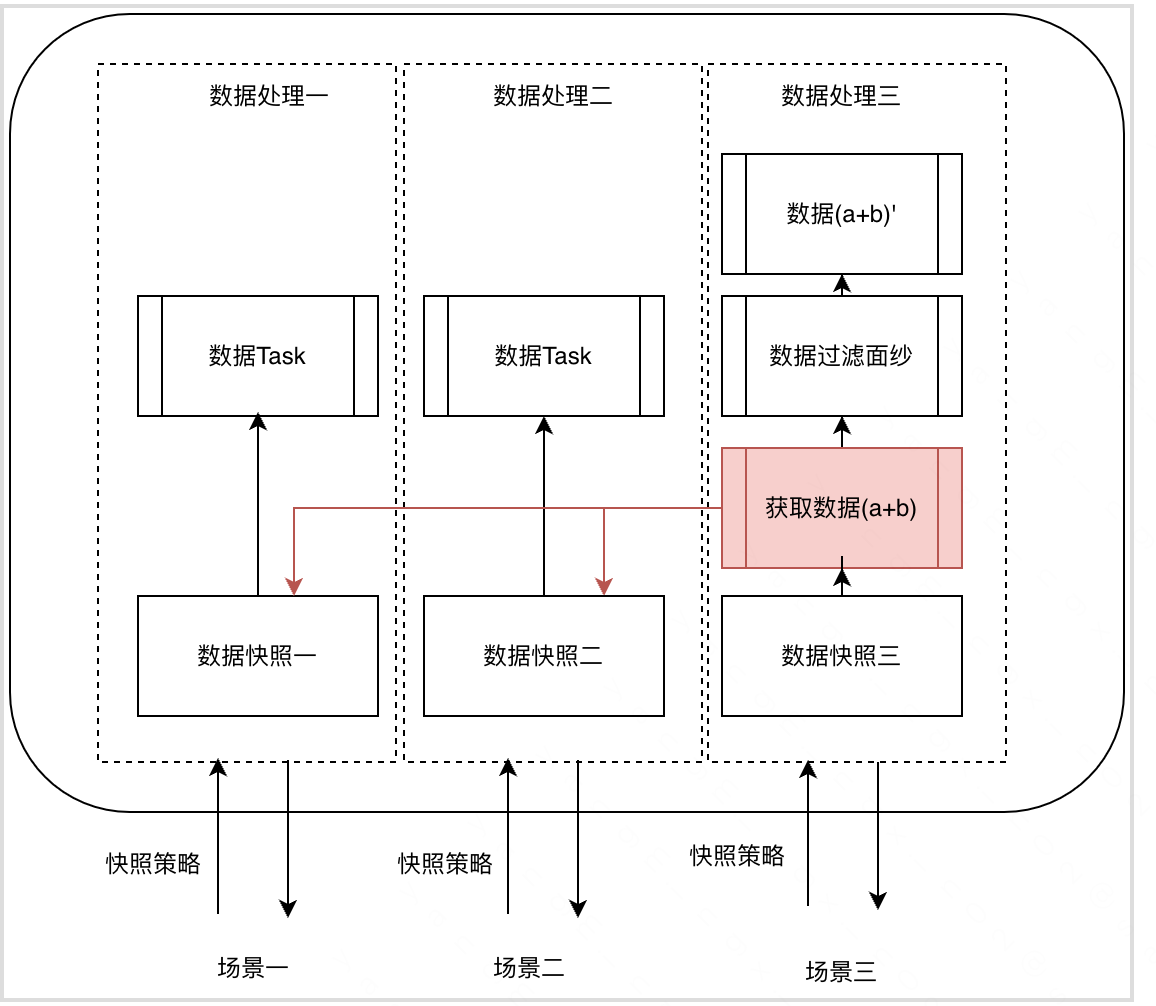 数据处理一
数据处理二
数据处理三
数据(a+b)'
数据Task
数据Task
数据过滤面纱
获取数据(a+b)
数据快照一
数据快照二
数据快照三
快照策略
快照策略
快照策略
场景一
场景二
场景三